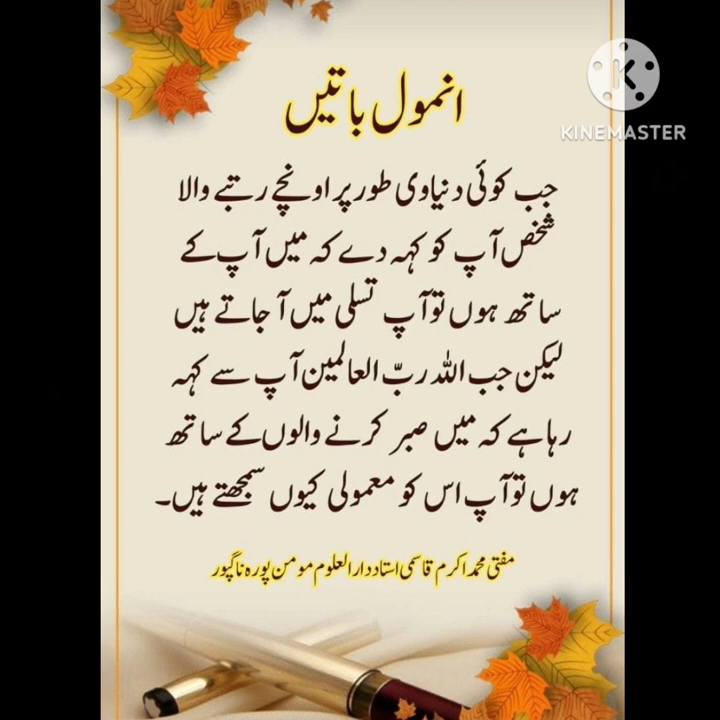 انمول باتیں
KINEMASTER
جب کوئی دنیاوی طور پر اونچے رتبے والا
شخص آپ کو کہہ دے کہ میں آپ کے
ساتھ ہوں تو آپ تسلی میں آ جاتے ہیں
لیکن جب اللہ ربّ العالمین آپ سے کہہ
رہا ہے کہ میں صبر کرنے والوں کے ساتھ
ہوں تو آپ اس کو معمولی کیوں سمجھتے ہیں۔
مفتی محمد اکرم قاسمی استاد دارالعلوم مومن پورہ ناگپور